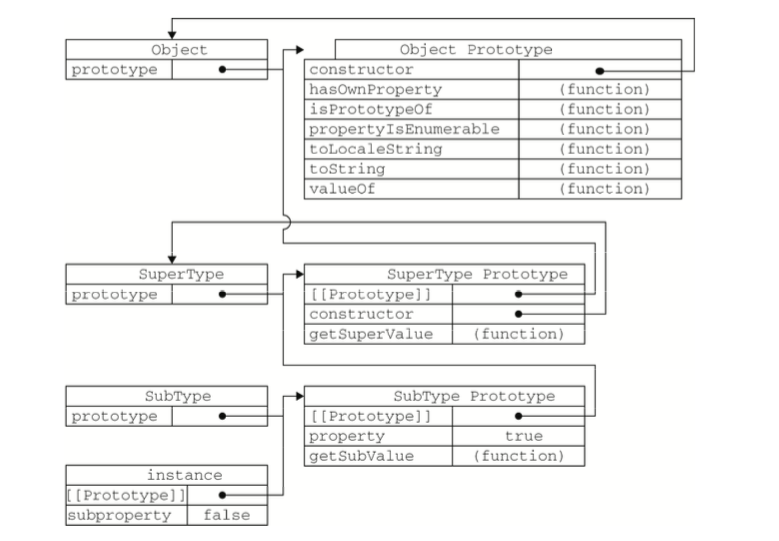 Object
prototype
Object Prototype
constructor
hasOwnProperty (function)
isPrototypeOf (function)
propertyIsEnumerable (function)
toLocaleString (function)
toString (function)
valueOf (function)
SuperType
prototype
SuperType Prototype
[[Prototype]]
constructor
getSuperValue (function)
SubType
prototype
SubType Prototype
[[Prototype]]
property true
getSubValue (function)
instance
[[Prototype]]
subproperty false